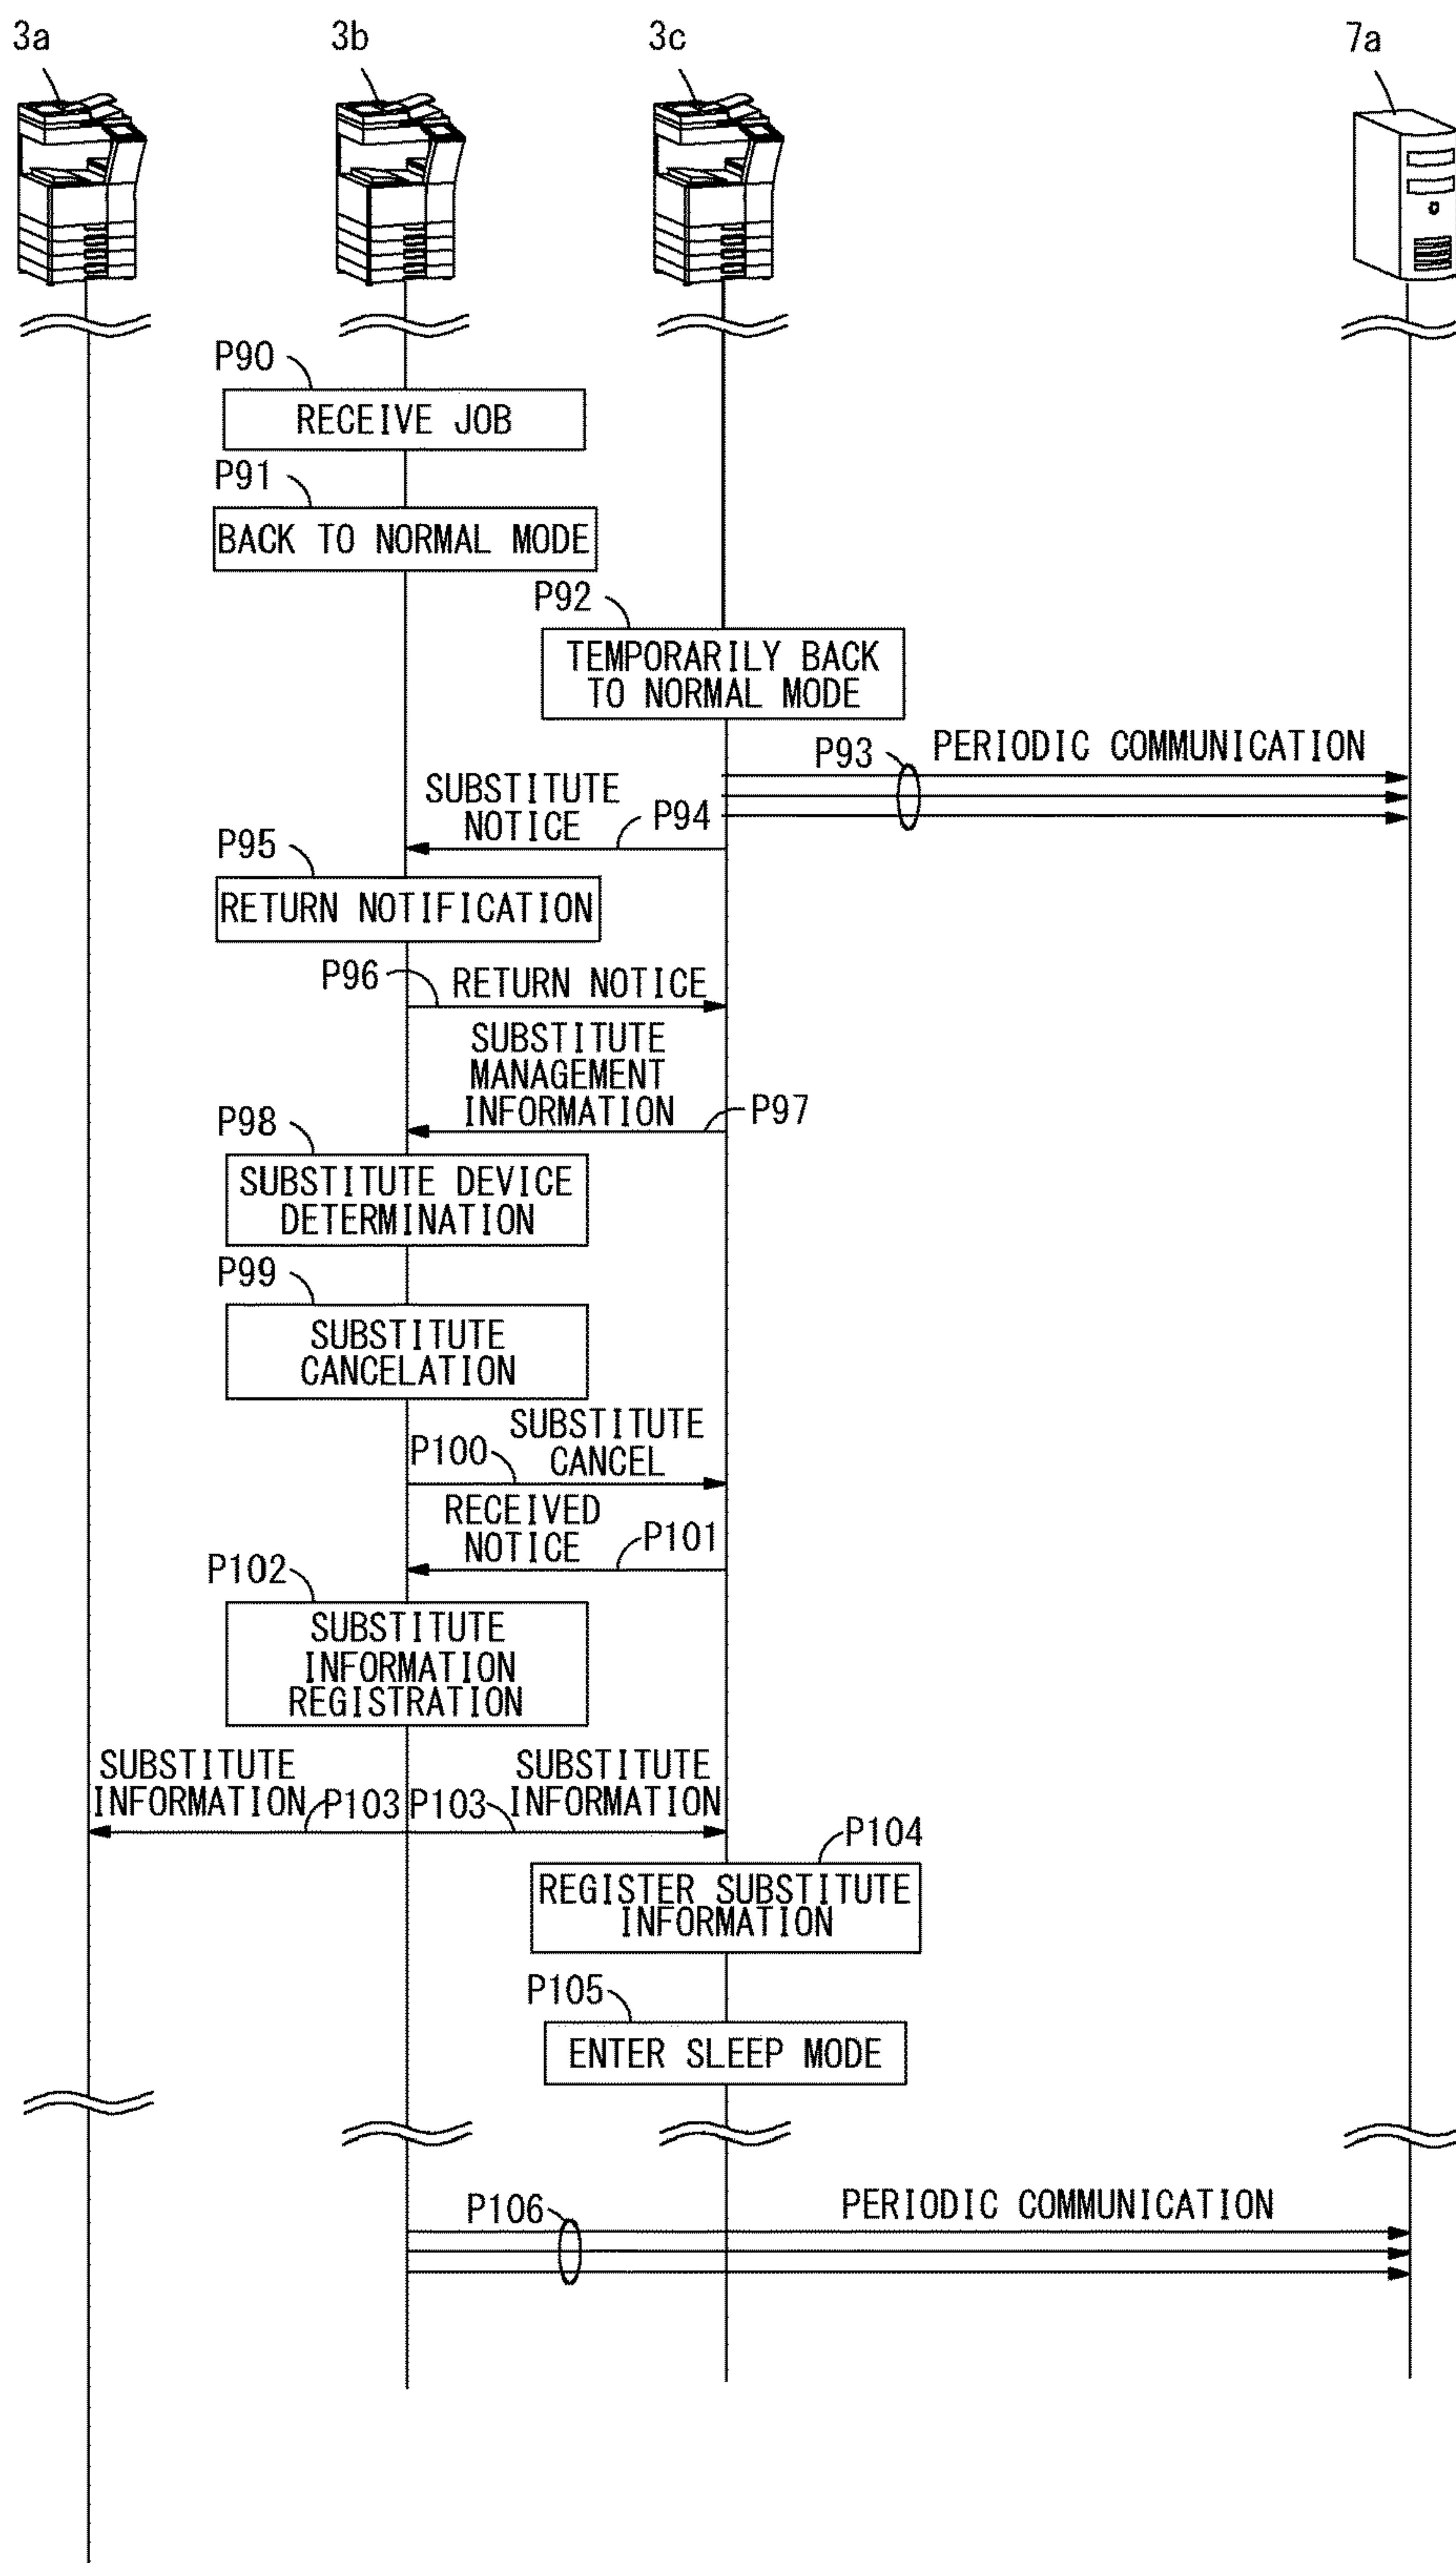 3a
3b
3c
7a
P90
RECEIVE JOB
P91
BACK TO NORMAL MODE
P92
TEMPORARILY BACK
TO NORMAL MODE
P93
PERIODIC COMMUNICATION
SUBSTITUTE
NOTICE
P94
P95
RETURN NOTIFICATION
P96
RETURN NOTICE
SUBSTITUTE
MANAGEMENT
INFORMATION
P97
P98
SUBSTITUTE DEVICE
DETERMINATION
P99
SUBSTITUTE
CANCELATION
P100
SUBSTITUTE
CANCEL
RECEIVED
NOTICE
P101
P102
SUBSTITUTE
INFORMATION
REGISTRATION
SUBSTITUTE
INFORMATION
P103
P103
SUBSTITUTE
INFORMATION
P104
REGISTER SUBSTITUTE
INFORMATION
P105
ENTER SLEEP MODE
P106
PERIODIC COMMUNICATION